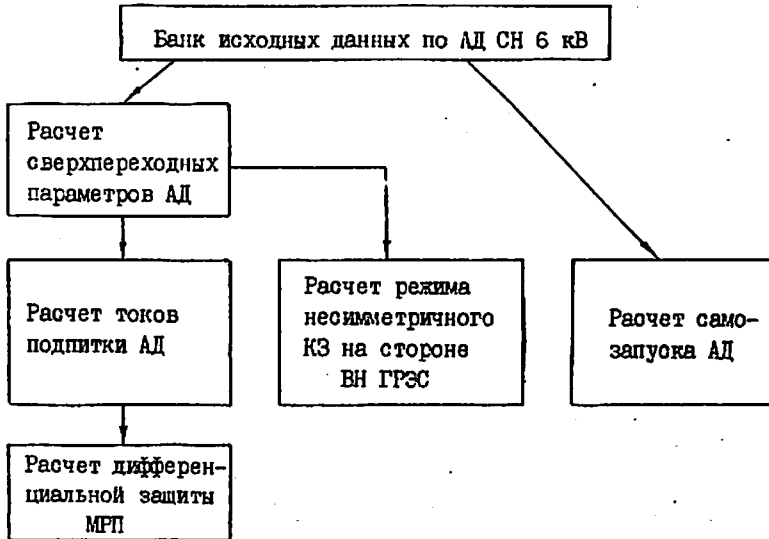 Банк исходных данных по АД СН 6 кВ
Расчет
сверхпереходных
параметров АД
Расчет токов
подпитки АД
Расчет режима
несимметричного
КЗ на стороне
ВН ГРЭС
Расчет само-
запуска АД
Расчет дифферен-
циальной защиты
МРП